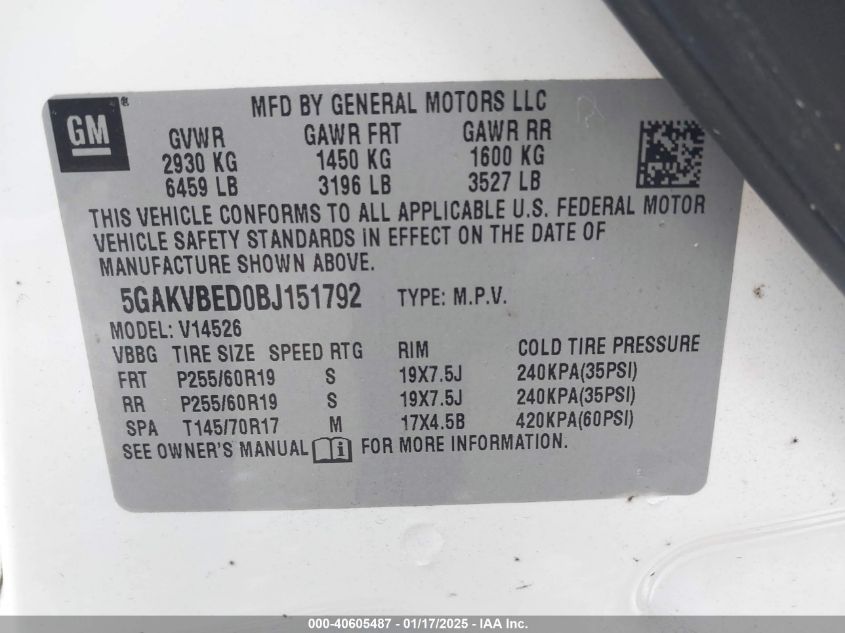 GM®
MFD BY GENERAL MOTORS LLC
GVWR GAWR FRT GAWR RR
2930 KG 1450 KG 1600 KG
6459 LB 3196 LB 3527 LB
THIS VEHICLE CONFORMS TO ALL APPLICABLE U.S. FEDERAL MOTOR
VEHICLE SAFETY STANDARDS IN EFFECT ON THE DATE OF
MANUFACTURE SHOWN ABOVE.
5GAKVBED0BJ151792 TYPE: M.P.V.
MODEL: V14526
VBBG TIRE SIZE SPEED RTG RIM COLD TIRE PRESSURE
FRT P255/60R19 S 19X7.5J 240KPA(35PSI)
RR P255/60R19 S 19X7.5J 240KPA(35PSI)
SPA T145/70R17 M 17X4.5B 420KPA(60PSI)
SEE OWNER'S MANUAL i FOR MORE INFORMATION.
000-40605487 - 01/17/2025 - IAA Inc.